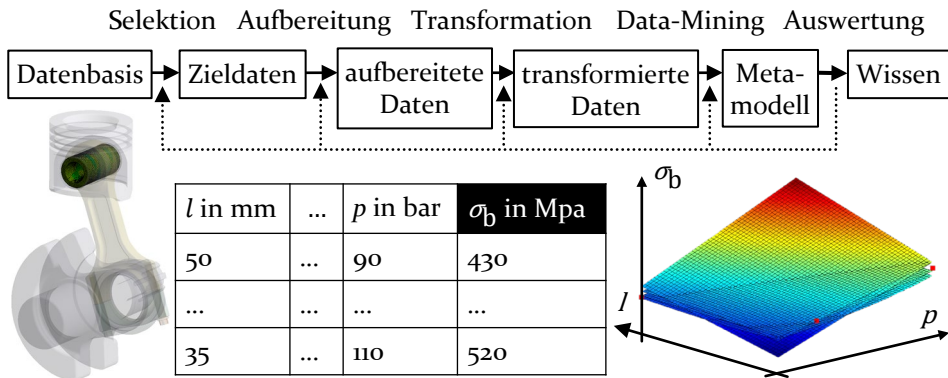 Selektion Aufbereitung Transformation Data-Mining Auswertung
Datenbasis Zieldaten aufbereitete Daten transformierte Daten Meta-modell Wissen
l in mm ... p in bar σb in Mpa
50 ... 90 430
... ... ... ...
35 ... 110 520
σb
l
p